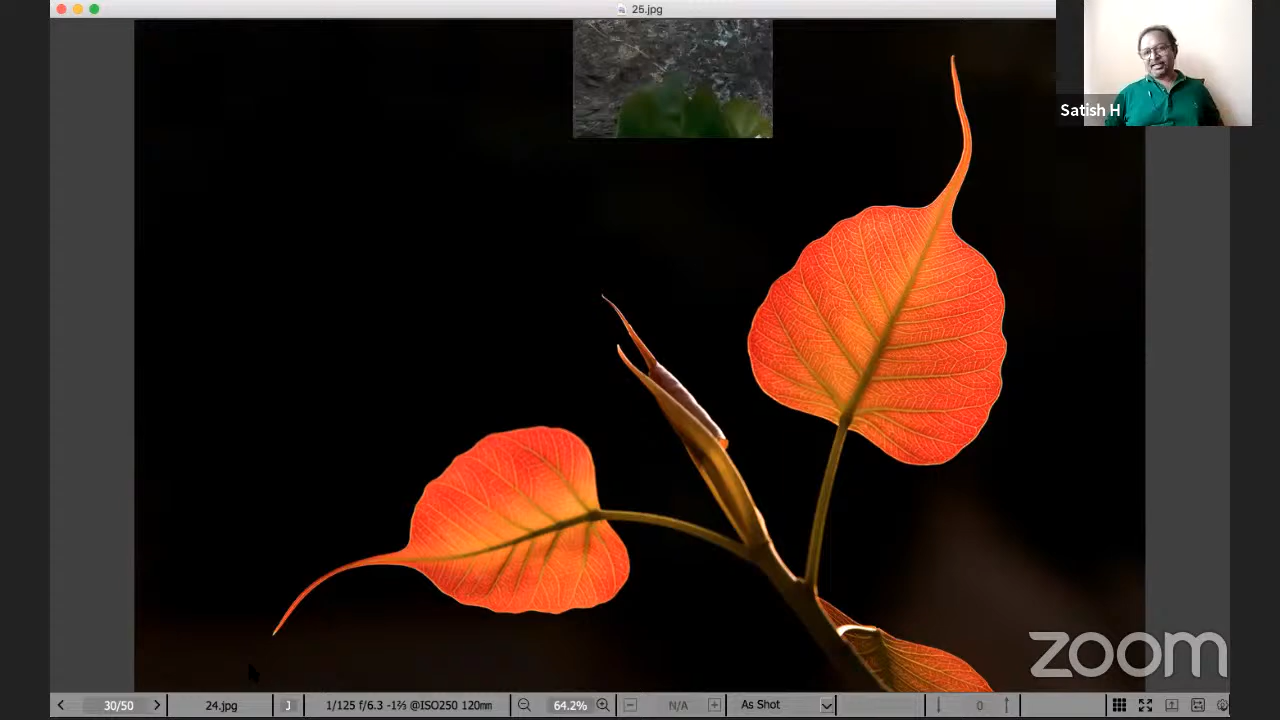 25.jpg
Satish H
zoom
30/50
24.jpg
J
1/125 f/6.3 -1⅔ @ISO250 120mm
64.2%
N/A
As Shot
0